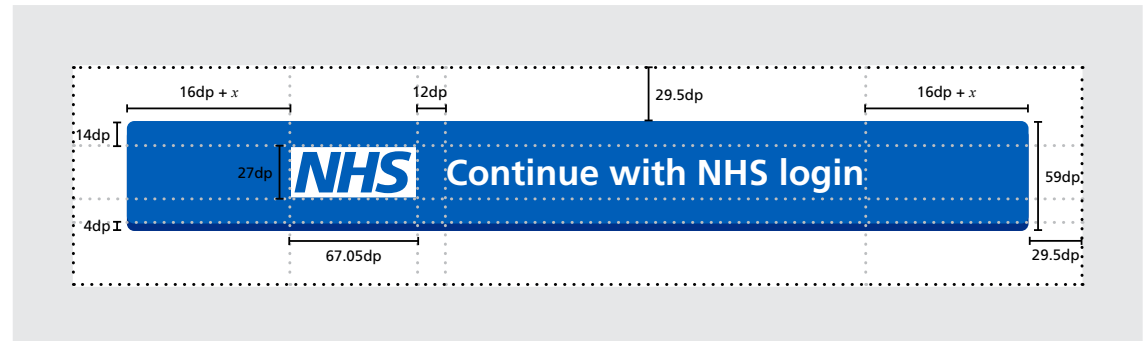 16dp + x
12dp
29.5dp
16dp + x
14dp
27dp
NHS
Continue with NHS login
59dp
4dp
67.05dp
29.5dp